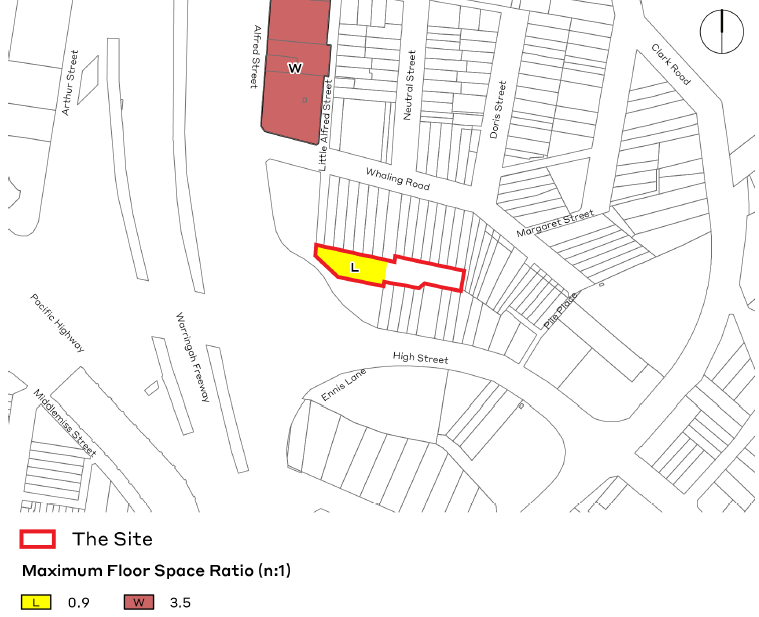 Alfred Street
W
Arthur Street
Little Alfred Street
Neutral Street
Doris Street
Clark Road
Whaling Road
Margaret Street
L
Pile Place
Pacific Highway
Warringah Freeway
High Street
Ennis Lane
Middlemiss Street
The Site
Maximum Floor Space Ratio (n:1)
L 0.9 W 3.5